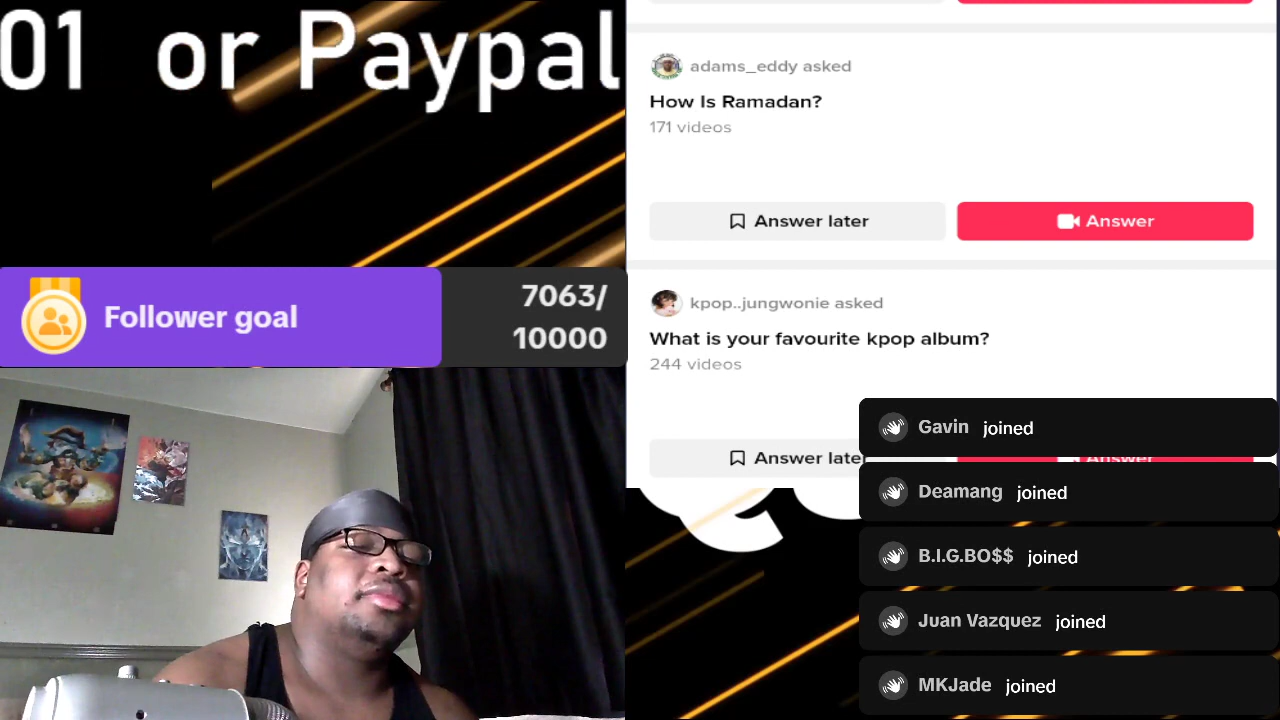 01 or Paypal
Follower goal
7063/
10000
adams_eddy asked
How Is Ramadan?
171 videos
Answer later
Answer
kpop..jungwonie asked
What is your favourite kpop album?
244 videos
Answer later
Answer
Gavin joined
Deamang joined
B.I.G.BO$$ joined
Juan Vazquez joined
MKJade joined